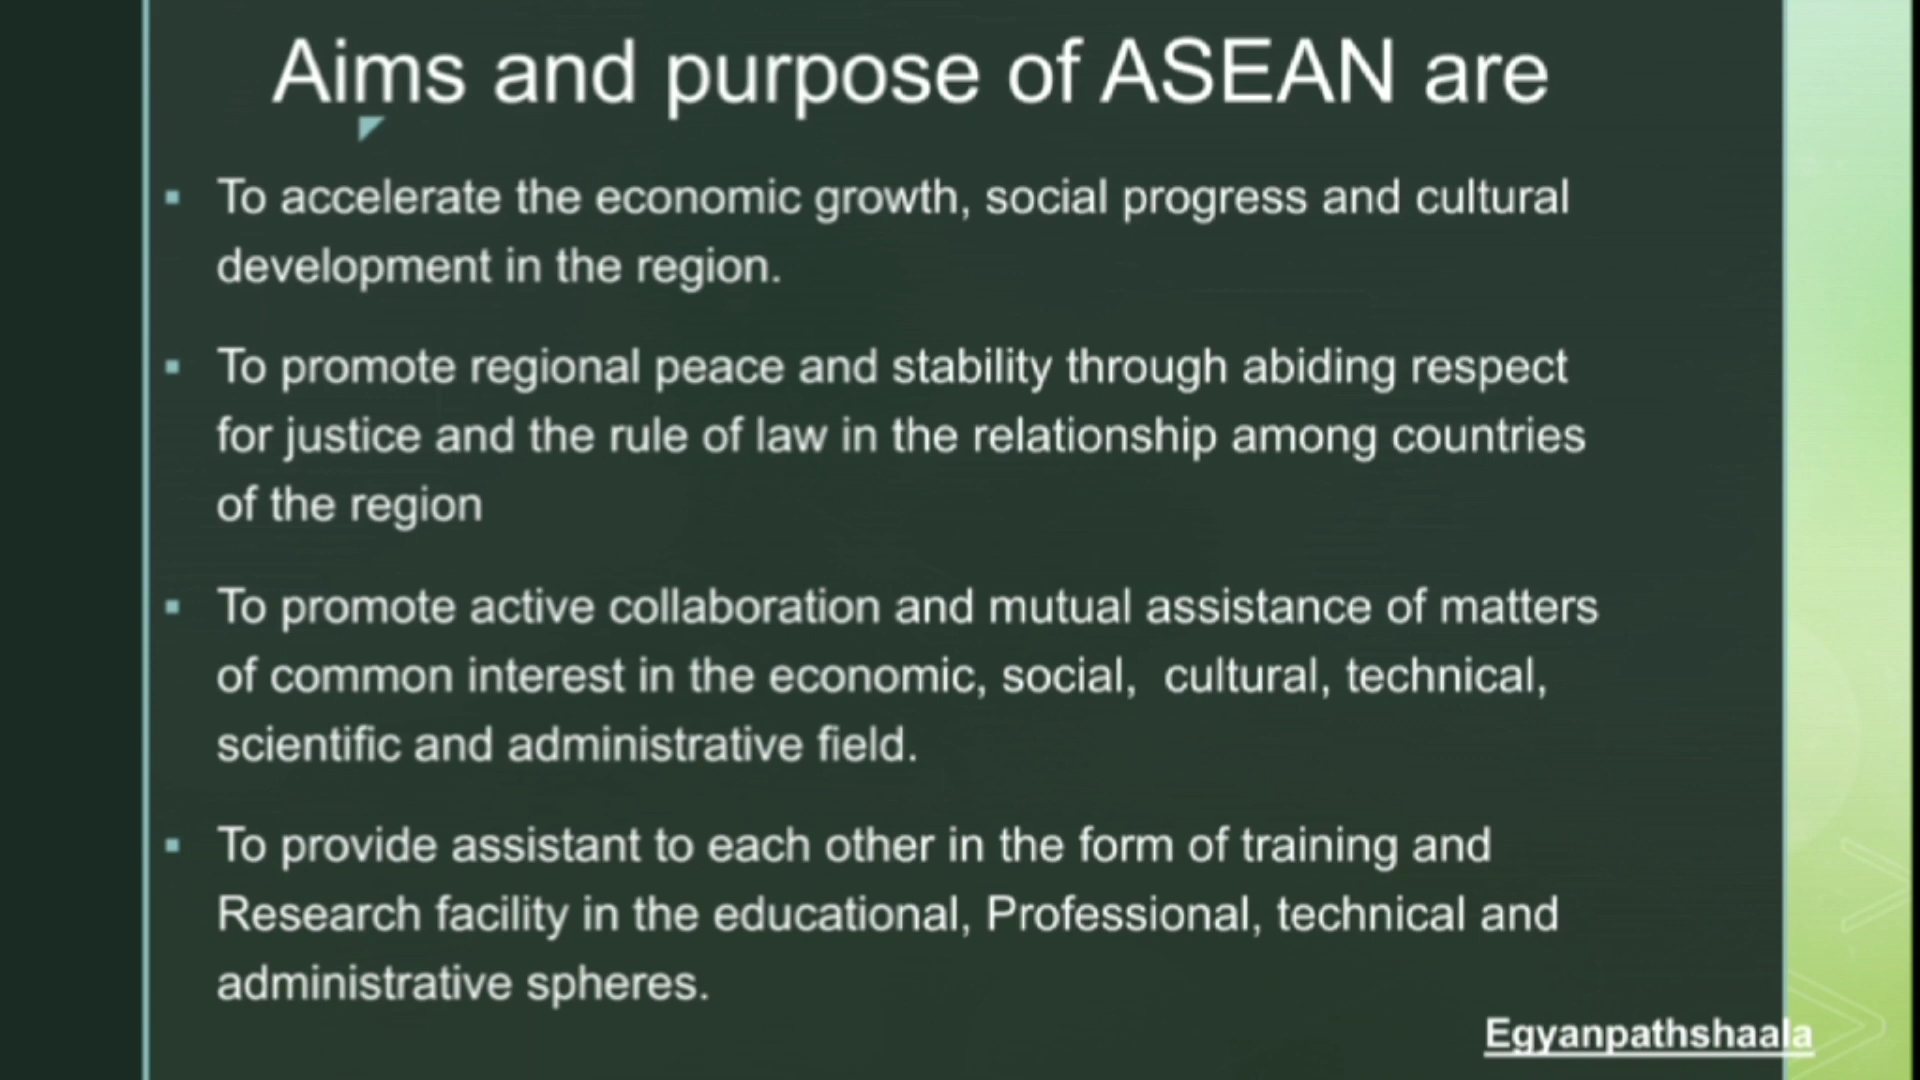 Aims and purpose of ASEAN are
To accelerate the economic growth, social progress and cultural
development in the region.
To promote regional peace and stability through abiding respect
for justice and the rule of law in the relationship among countries
of the region
To promote active collaboration and mutual assistance of matters
of common interest in the economic, social,  cultural, technical,
scientific and administrative field.
To provide assistant to each other in the form of training and
Research facility in the educational, Professional, technical and
administrative spheres.
Egyanpathshaala